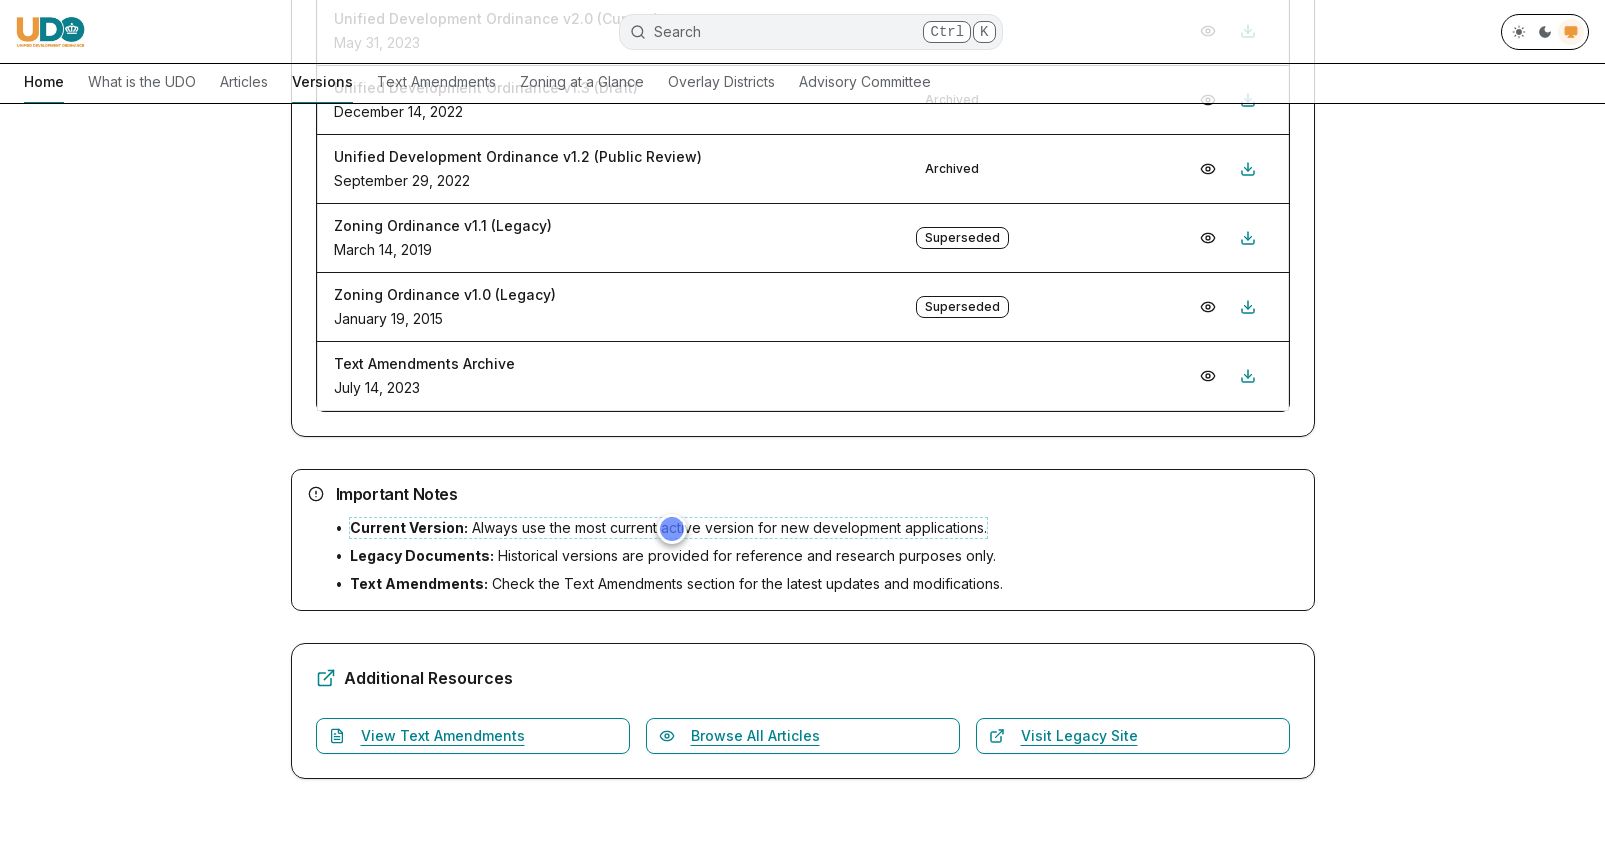 UDO
UNIFIED DEVELOPMENT ORDINANCE
Search
Ctrl K
Unified Development Ordinance v2.0
May 31, 2023
Home
What is the UDO
Articles
Versions
Text Amendments
Zoning at a Glance
Overlay Districts
Advisory Committee
Unified Development Ordinance v1.3 (Draft)
December 14, 2022
Archived
Unified Development Ordinance v1.2 (Public Review)
September 29, 2022
Archived
Zoning Ordinance v1.1 (Legacy)
March 14, 2019
Superseded
Zoning Ordinance v1.0 (Legacy)
January 19, 2015
Superseded
Text Amendments Archive
July 14, 2023
Important Notes
• Current Version: Always use the most current active version for new development applications.
• Legacy Documents: Historical versions are provided for reference and research purposes only.
• Text Amendments: Check the Text Amendments section for the latest updates and modifications.
Additional Resources
View Text Amendments
Browse All Articles
Visit Legacy Site